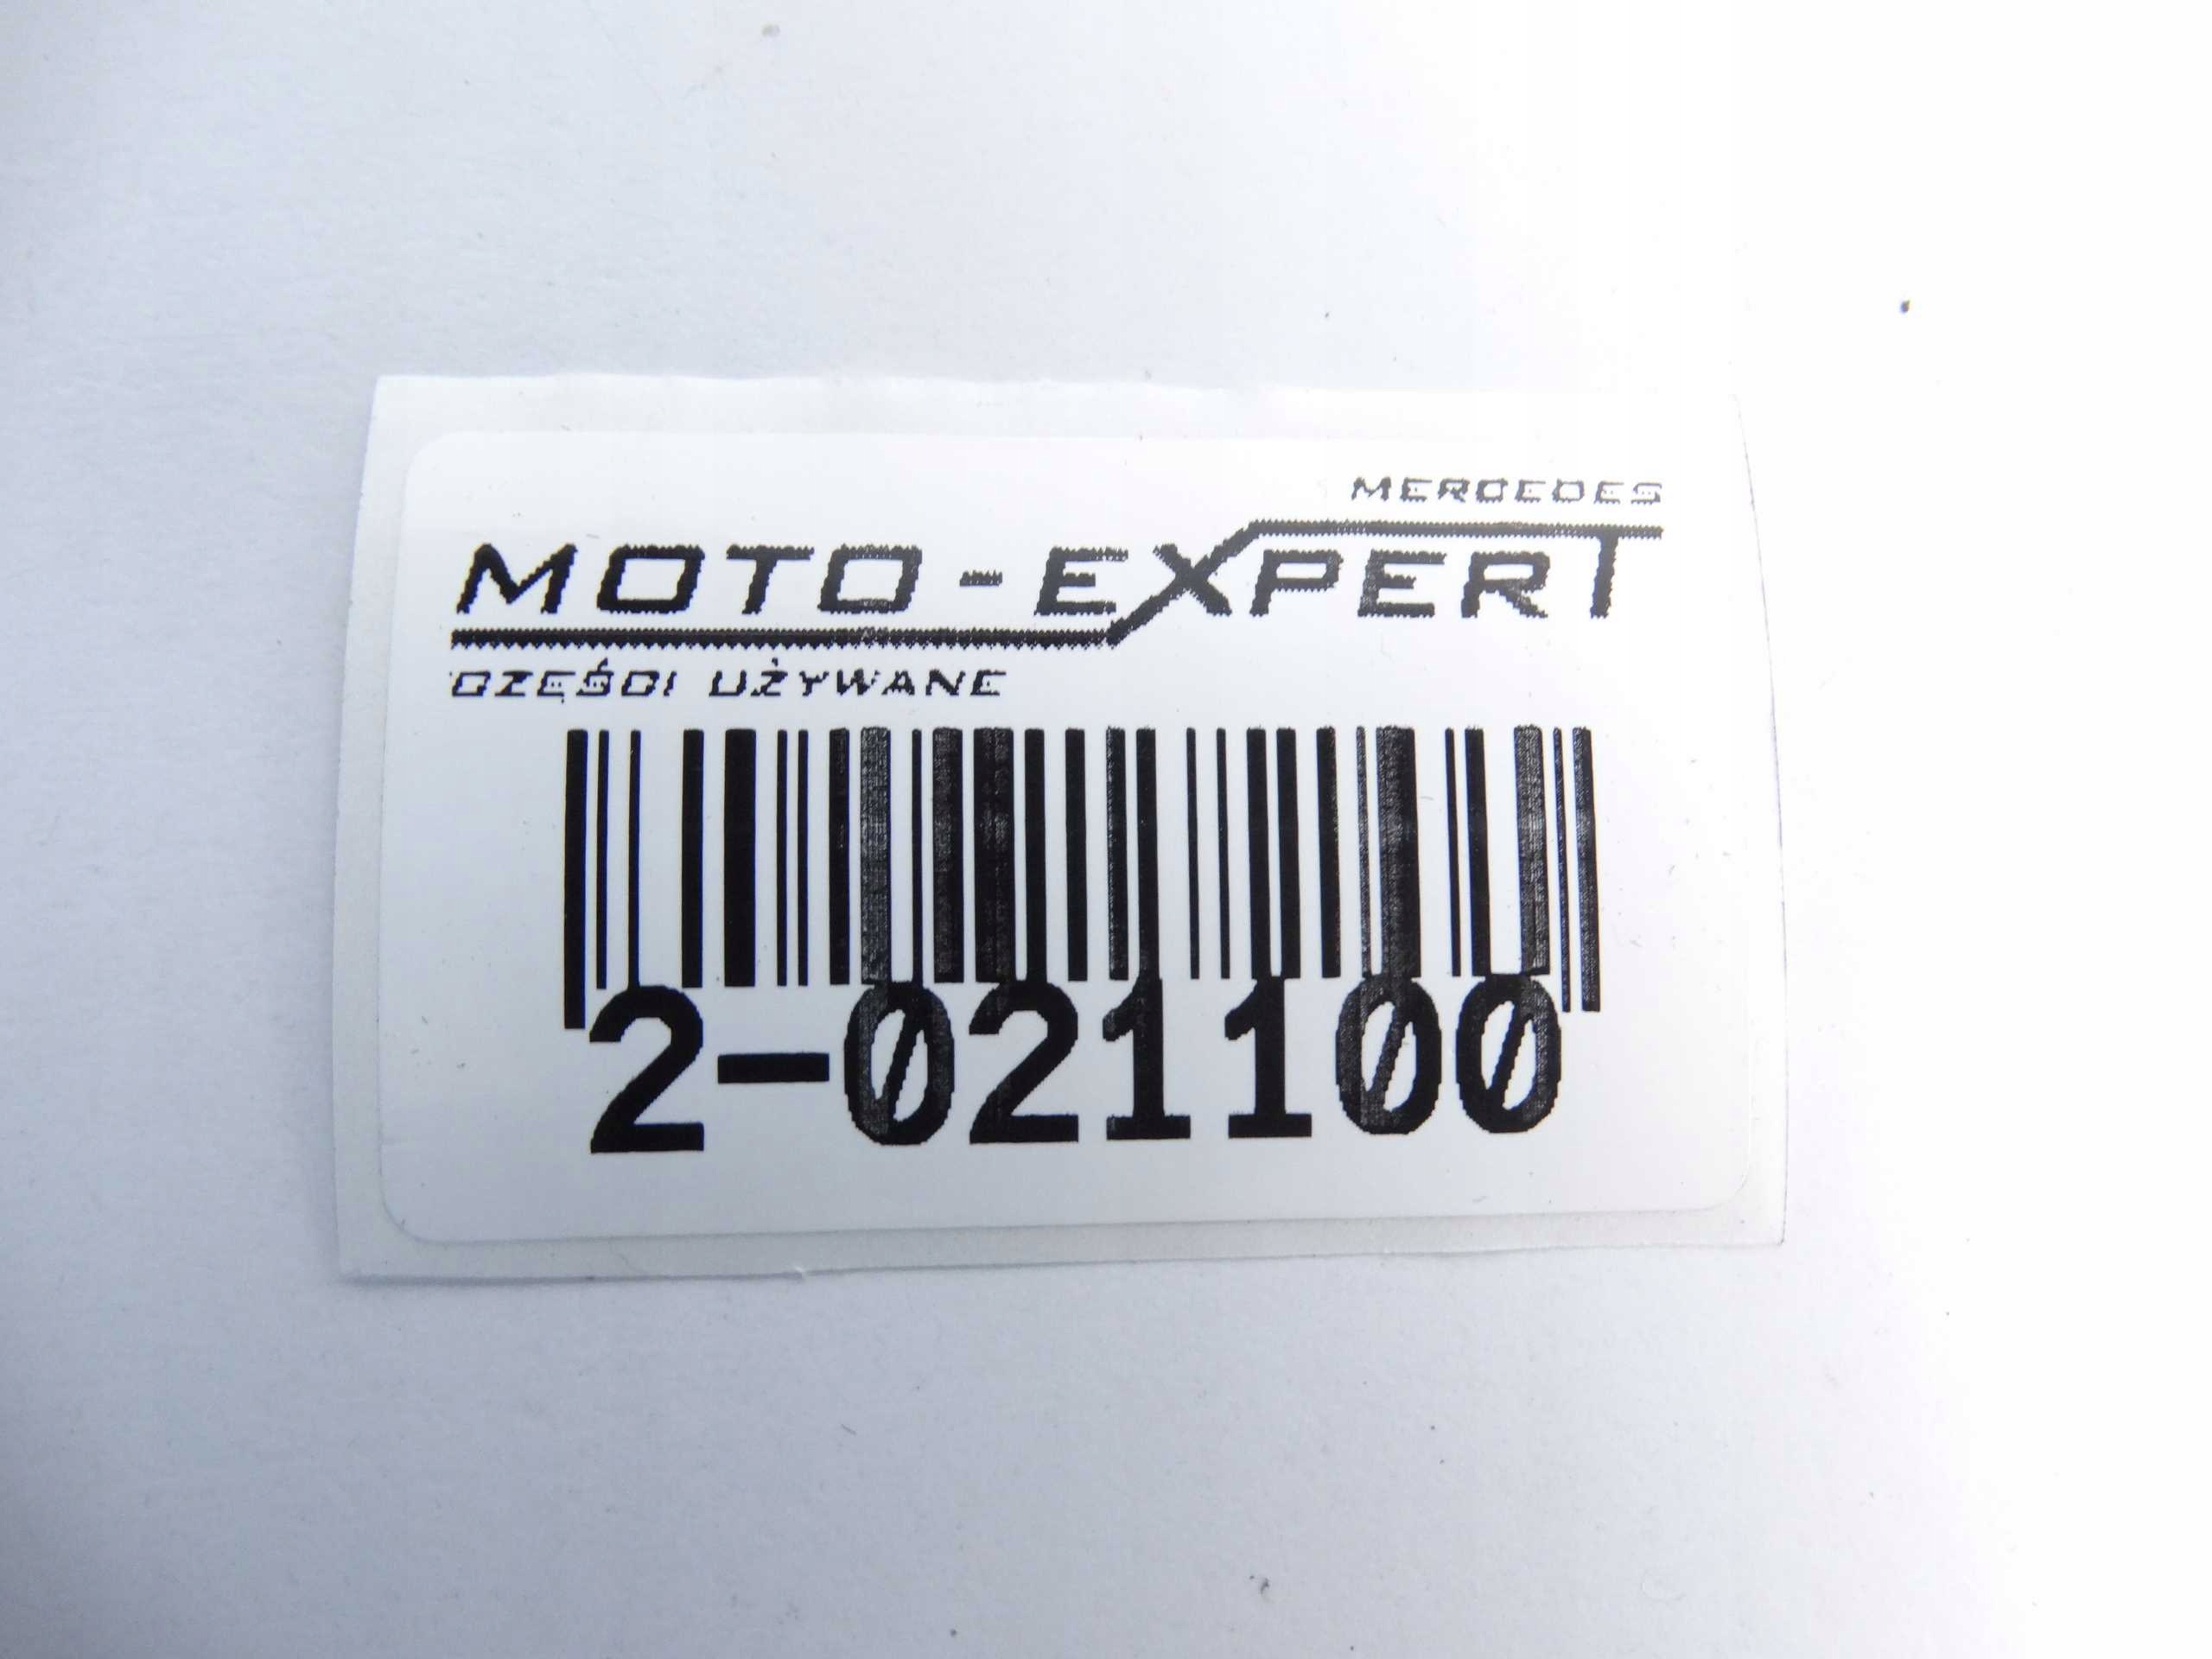 MERCEDES
MOTO-EXPERT
CZĘŚCI UŻYWANE
2-021100